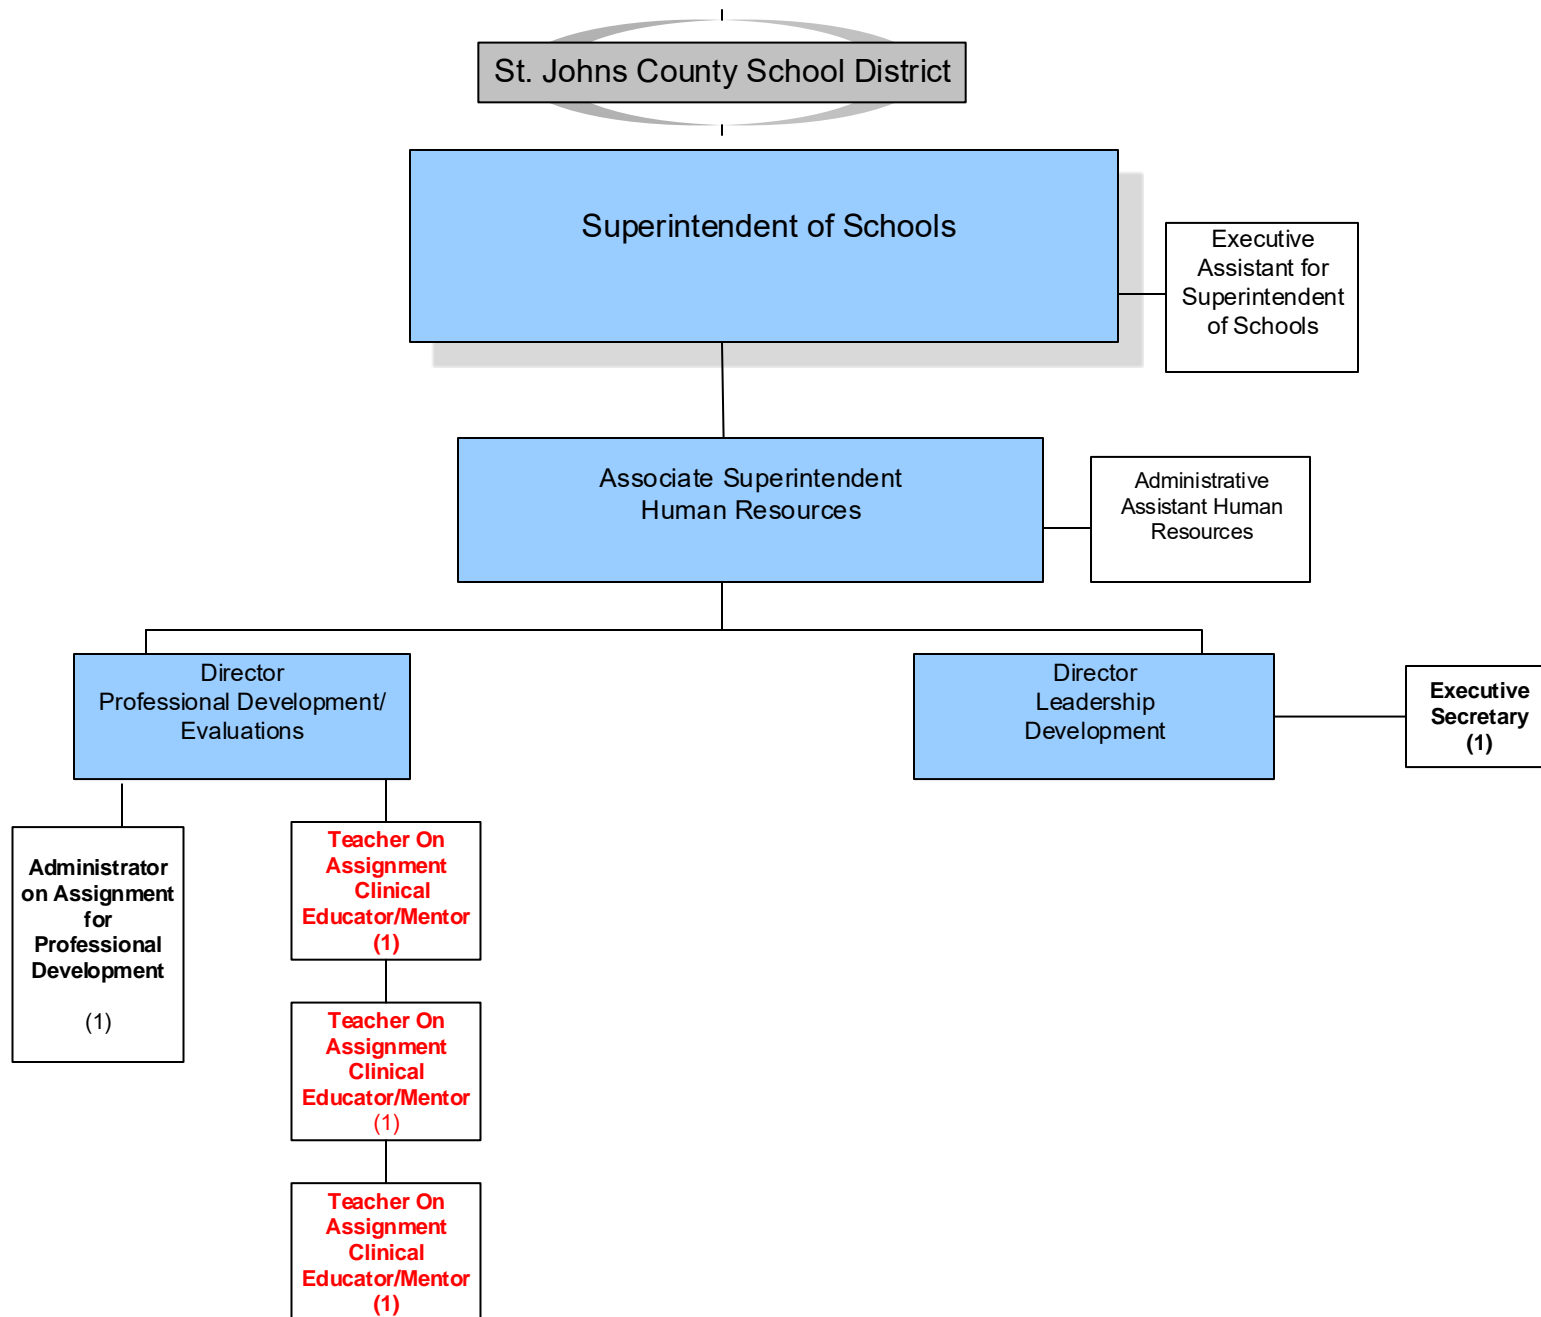 St. Johns County School District
Superintendent of Schools
Executive
Assistant for
Superintendent
of Schools
Associate Superintendent
Human Resources
Administrative
Assistant Human
Resources
Director
Professional Development/
Evaluations
Director
Leadership
Development
Executive
Secretary
(1)
Administrator
on Assignment
for
Professional
Development
(1)
Teacher On
Assignment
Clinical
Educator/Mentor
(1)
Teacher On
Assignment
Clinical
Educator/Mentor
(1)
Teacher On
Assignment
Clinical
Educator/Mentor
(1)